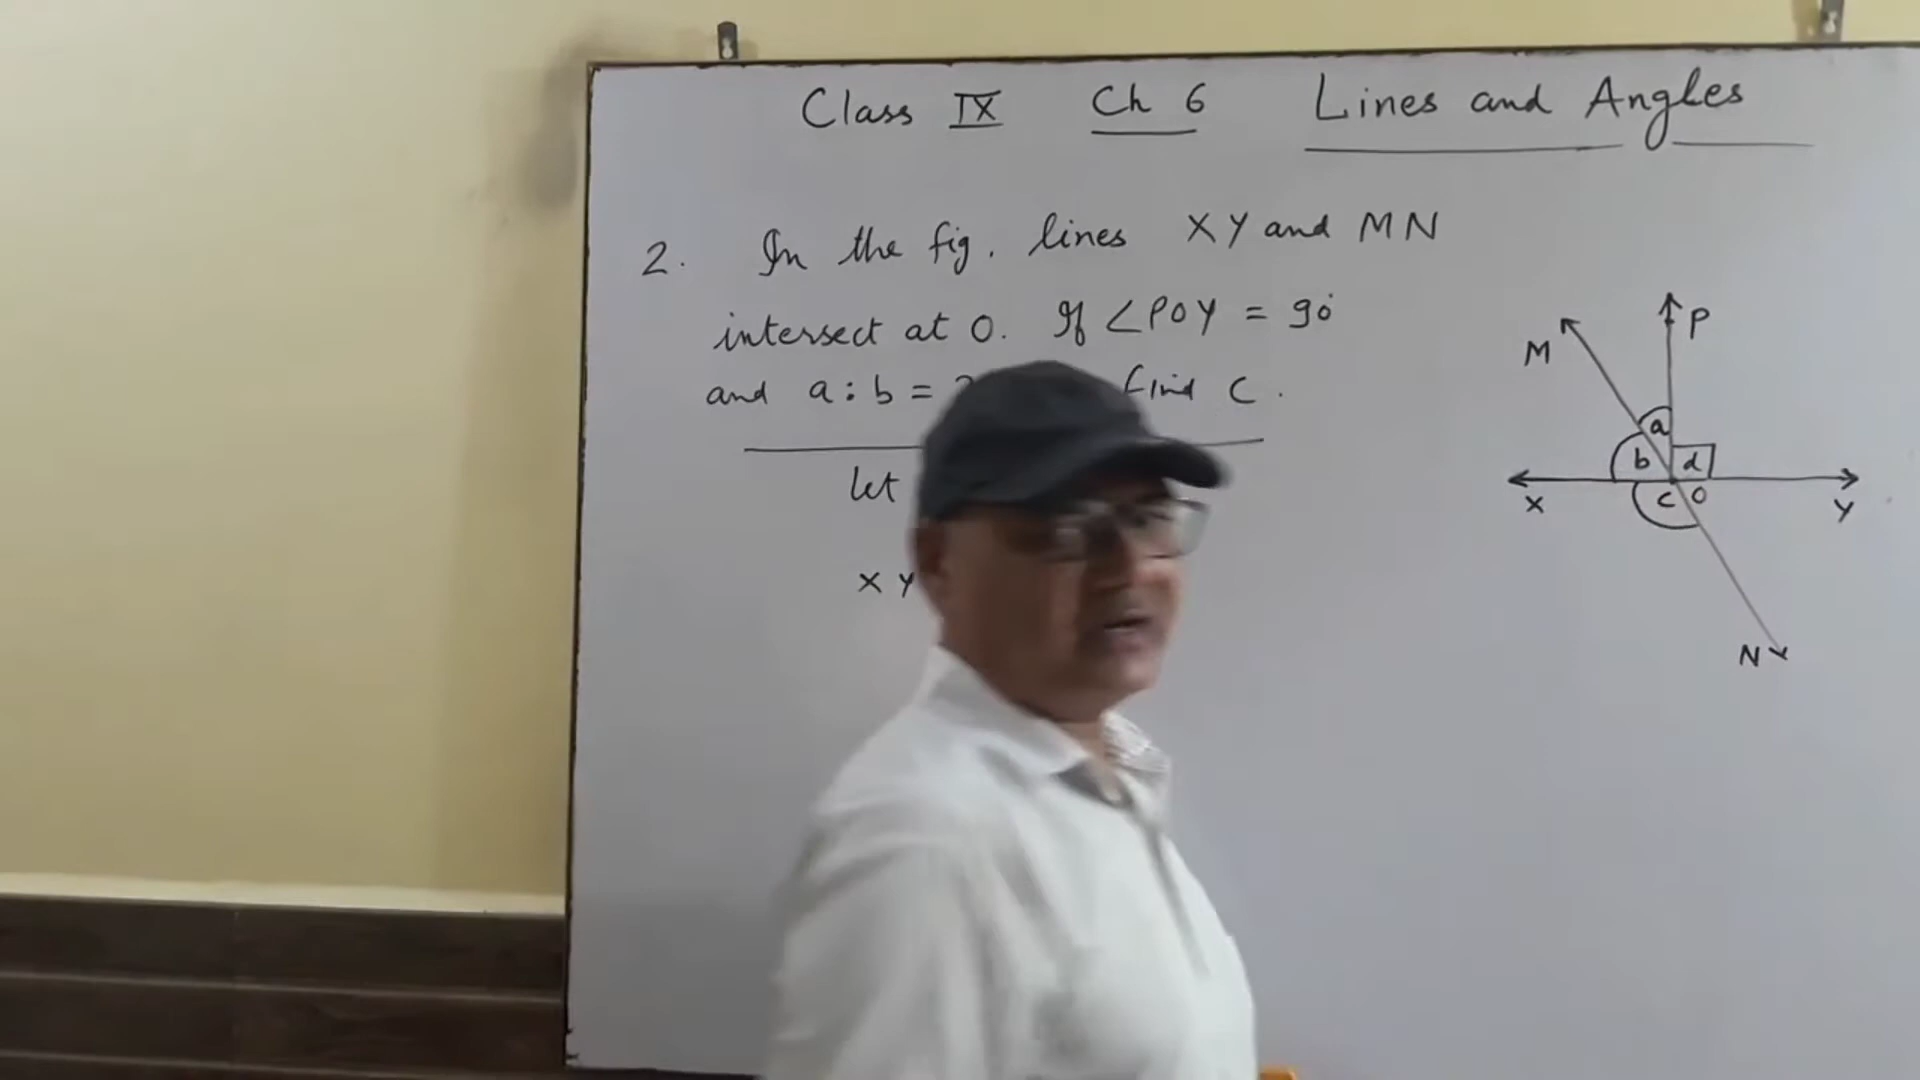 Class IX Ch 6 Lines and Angles
2. In the fig. lines XY and MN
intersect at O. If ∠POY = 90°
and a : b = find c.
let
XY
M
P
a
b
d
c
O
X
Y
N